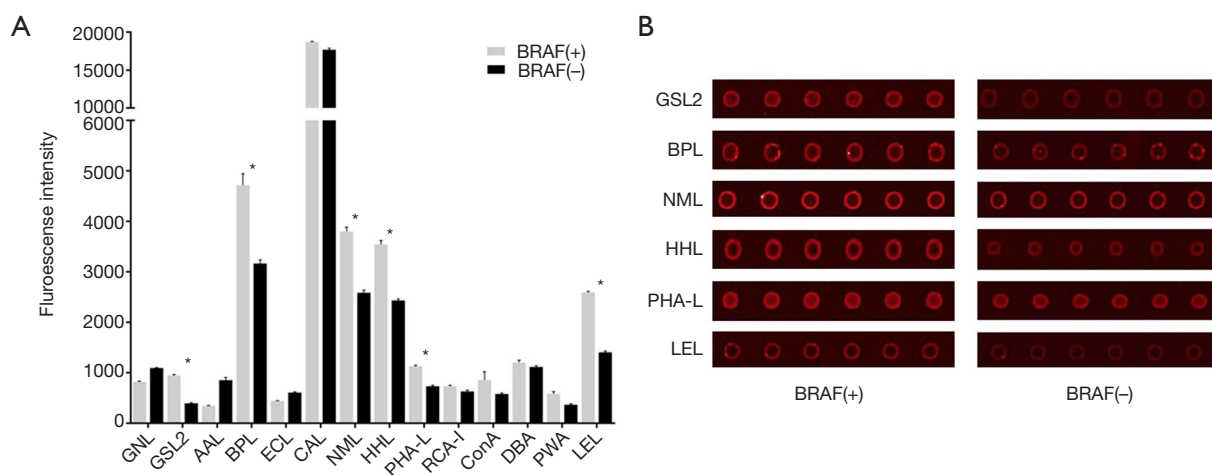 A
Fluroescense intensity
20000
15000
10000
6000
5000
4000
3000
2000
1000
0
BRAF(+)
BRAF(–)
*
*
*
*
*
*
GNL
GSL2
AAL
BPL
ECL
CAL
NML
HHL
PHA-L
RCA-I
ConA
DBA
PWA
LEL
B
GSL2
BPL
NML
HHL
PHA-L
LEL
BRAF(+)
BRAF(–)